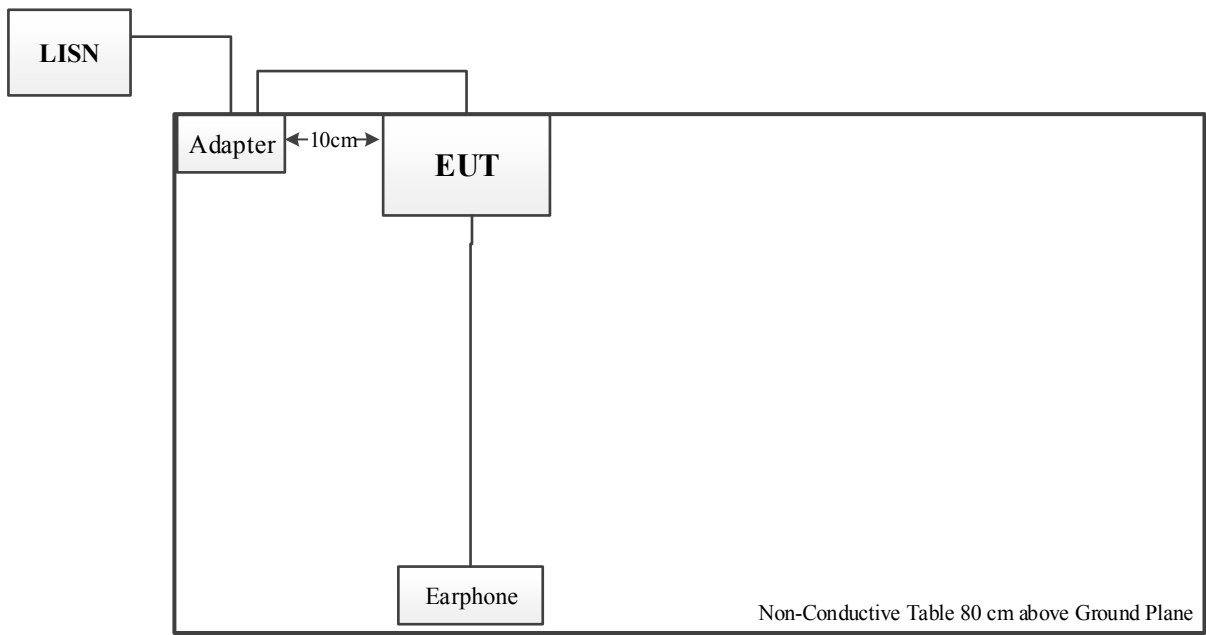 LISN
Adapter
10cm
EUT
Earphone
Non-Conductive Table 80 cm above Ground Plane